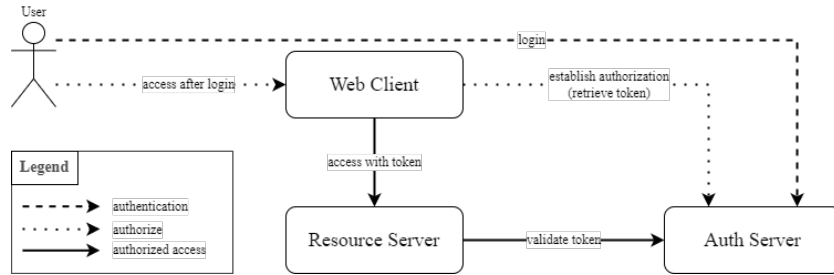 User
login
access after login
Web Client
establish authorization
(retrieve token)
access with token
Legend
authentication
authorize
authorized access
Resource Server
validate token
Auth Server